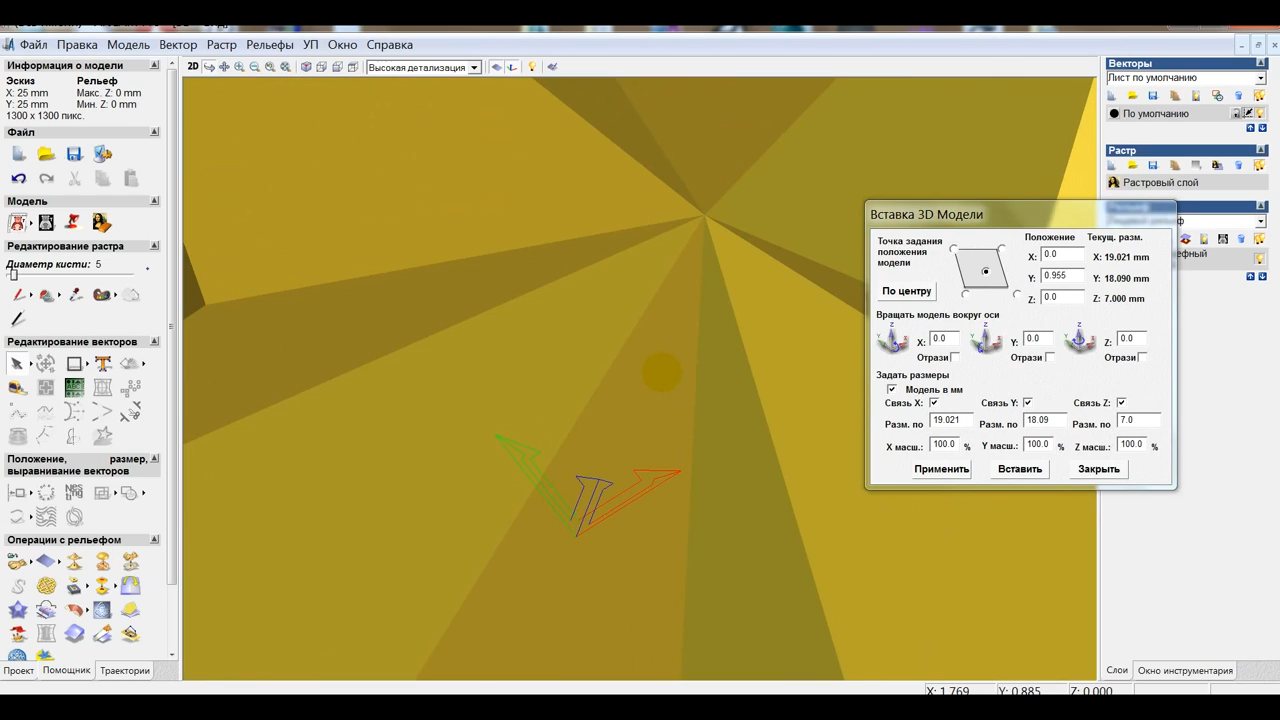 Файл Правка Модель Вектор Растр Рельефы УП Окно Справка
Информация о модели
Эскиз Рельеф
X: 25 mm Макс. Z: 0 mm
Y: 25 mm Мин. Z: 0 mm
1300 x 1300 пикс.
Файл
Модель
Редактирование растра
Диаметр кисти: 5
Редактирование векторов
Положение, размер,
выравнивание векторов
Операции с рельефом
Проект Помощник Траектории
2D Высокая детализация
Вставка 3D Модели
Точка задания
положения
модели
По центру
Положение
X: 0.0
Y: 0.955
Z: 0.0
Текущ. разм.
X: 19.021 mm
Y: 18.090 mm
Z: 7.000 mm
Вращать модель вокруг оси
X: 0.0 Y: 0.0 Z: 0.0
Отрази Отрази Отрази
Задать размеры
Модель в мм
Связь X: Связь Y: Связь Z:
Разм. по 19.021 Разм. по 18.09 Разм. по 7.0
X масш.: 100.0 % Y масш.: 100.0 % Z масш.: 100.0 %
Применить Вставить Закрыть
Векторы
Лист по умолчанию
По умолчанию
Растр
Растровый слой
Слои Окно инструментария
X: 1.769 Y: 0.885 Z: 0.000